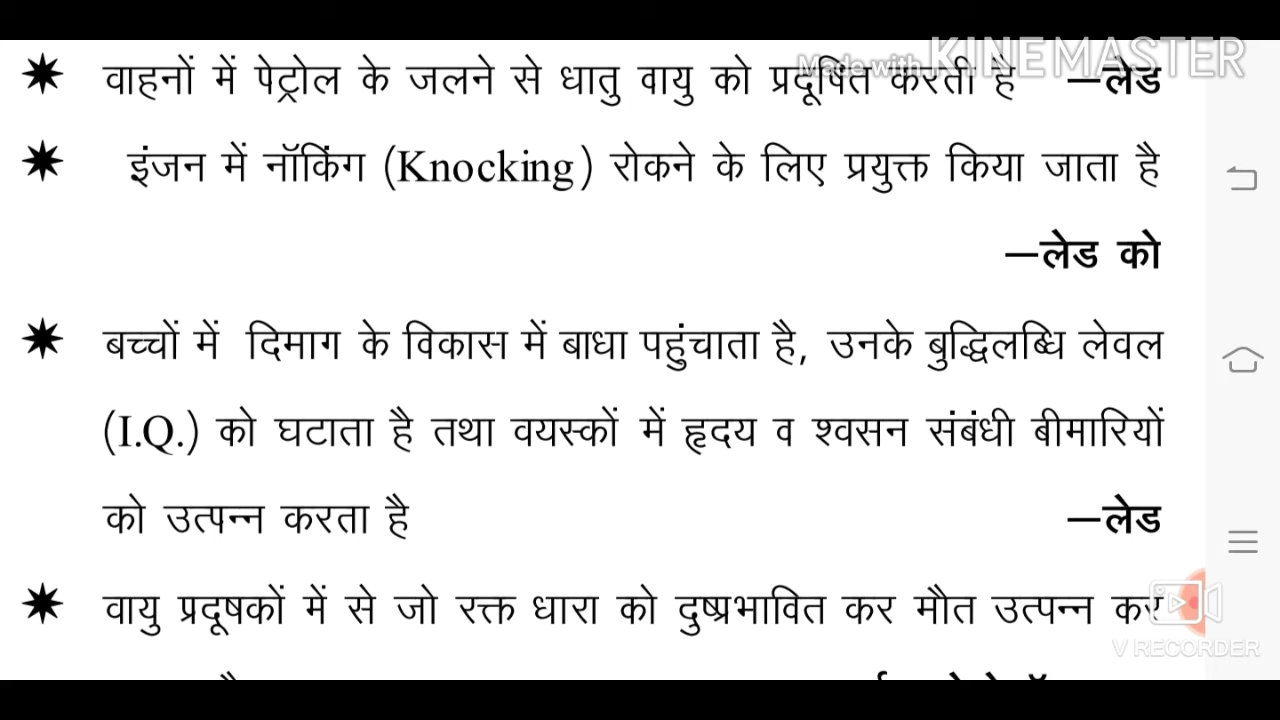 Made with KINEMASTER
✷ वाहनों में पेट्रोल के जलने से धातु वायु को प्रदूषित करती है —लेड
✷ इंजन में नॉकिंग (Knocking) रोकने के लिए प्रयुक्त किया जाता है
—लेड को
✷ बच्चों में दिमाग के विकास में बाधा पहुंचाता है, उनके बुद्धिलब्धि लेवल
(I.Q.) को घटाता है तथा वयस्कों में हृदय व श्वसन संबंधी बीमारियों
को उत्पन्न करता है —लेड
✷ वायु प्रदूषकों में से जो रक्त धारा को दुष्प्रभावित कर मौत उत्पन्न कर
V RECORDER